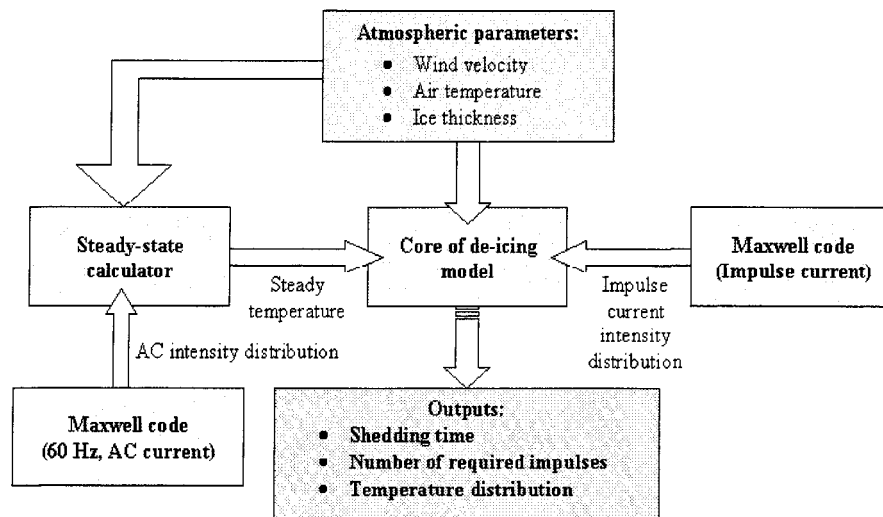 Atmospheric parameters:
• Wind velocity
• Air temperature
• Ice thickness
Steady-state
calculator
Core of de-icing
model
Maxwell code
(Impulse current)
Steady
temperature
Impulse
current
intensity
distribution
AC intensity distribution
Maxwell code
(60 Hz, AC current)
Outputs:
• Shedding time
• Number of required impulses
• Temperature distribution